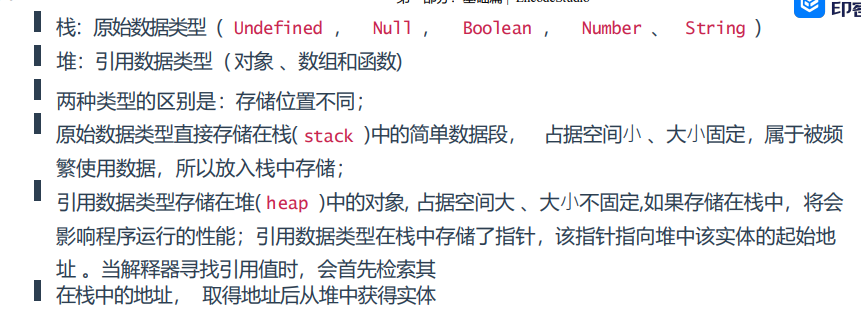 栈：原始数据类型（ Undefined ， Null ， Boolean ， Number 、 String ）
堆：引用数据类型（对象 、数组和函数)
两种类型的区别是：存储位置不同；
原始数据类型直接存储在栈( stack )中的简单数据段， 占据空间小 、大小固定，属于被频
繁使用数据，所以放入栈中存储；
引用数据类型存储在堆( heap )中的对象, 占据空间大 、大小不固定,如果存储在栈中，将会
影响程序运行的性能；引用数据类型在栈中存储了指针，该指针指向堆中该实体的起始地
址 。当解释器寻找引用值时，会首先检索其
在栈中的地址， 取得地址后从堆中获得实体